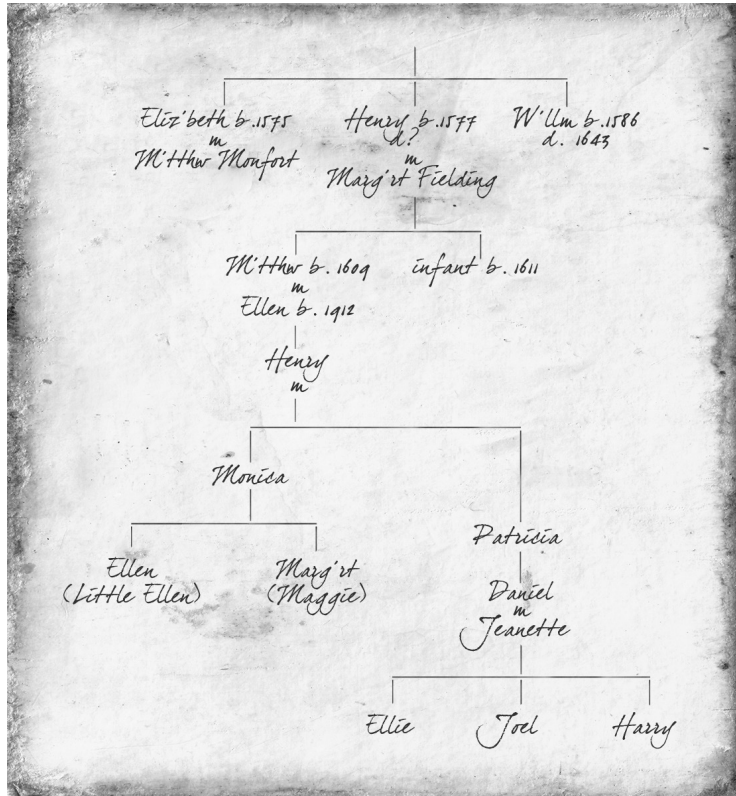 Eliz'beth b.1575 Henry b.1577 W'llm b.1586
m d? d. 1643
M'tthw Monfort m
Marg'rt Fielding
M'tthw b. 1609 infant b. 1611
m
Ellen b. 1912
Henry
m
Monica
Patricia
Ellen Marg'rt
(Little Ellen) (Maggie)
Daniel
m
Jeanette
Ellie Joel Harry